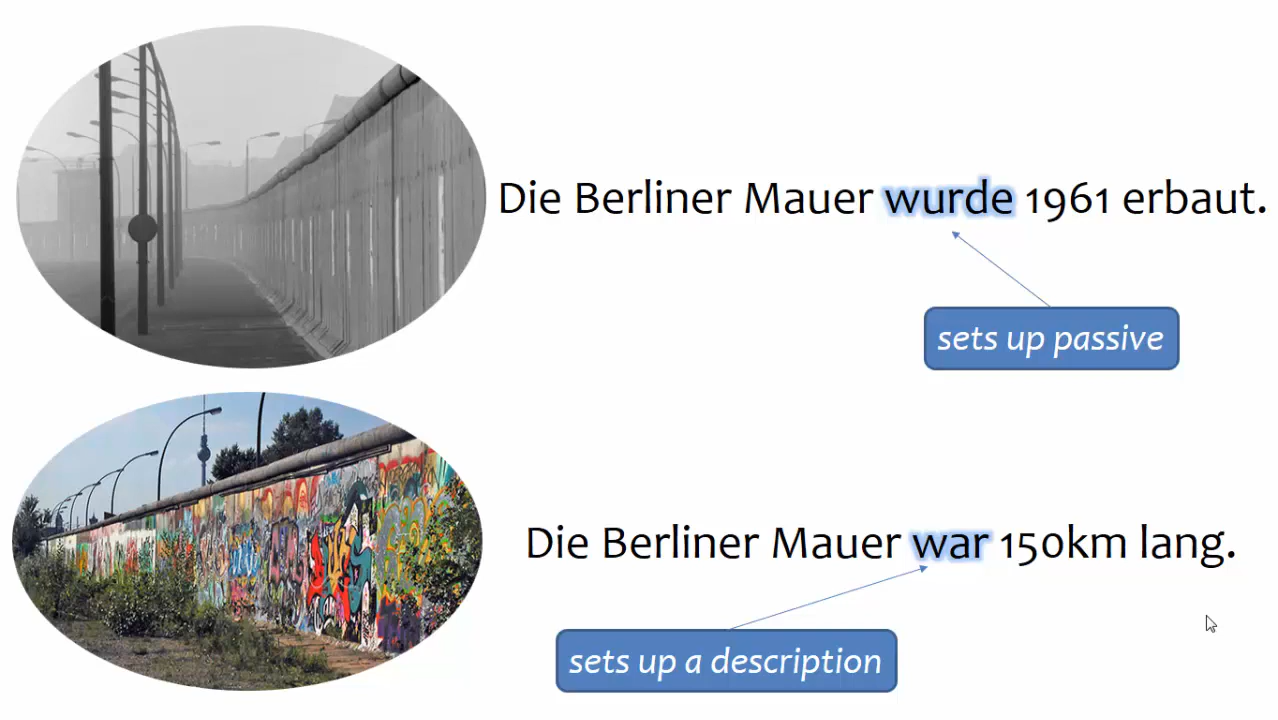 Die Berliner Mauer wurde 1961 erbaut.
sets up passive
Die Berliner Mauer war 150km lang.
sets up a description